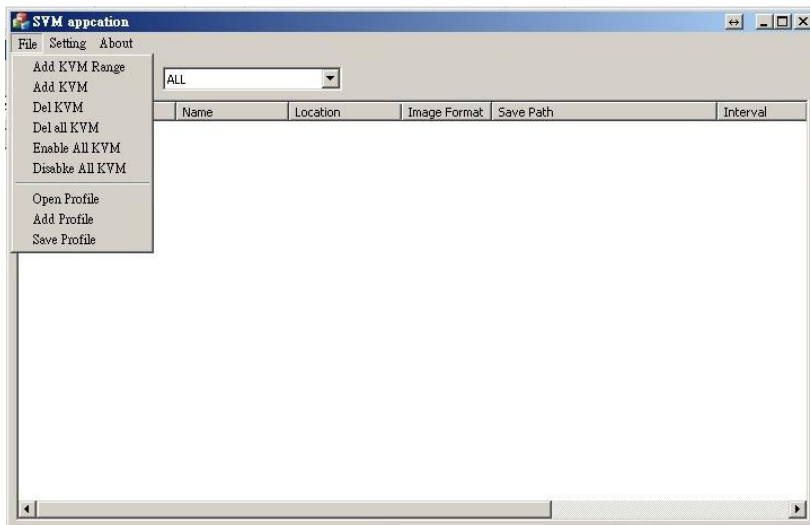 SVM appcation
File Setting About
Add KVM Range
Add KVM
Del KVM
Del all KVM
Enable All KVM
Disabke All KVM
Open Profile
Add Profile
Save Profile
ALL
Name Location Image Format Save Path Interval